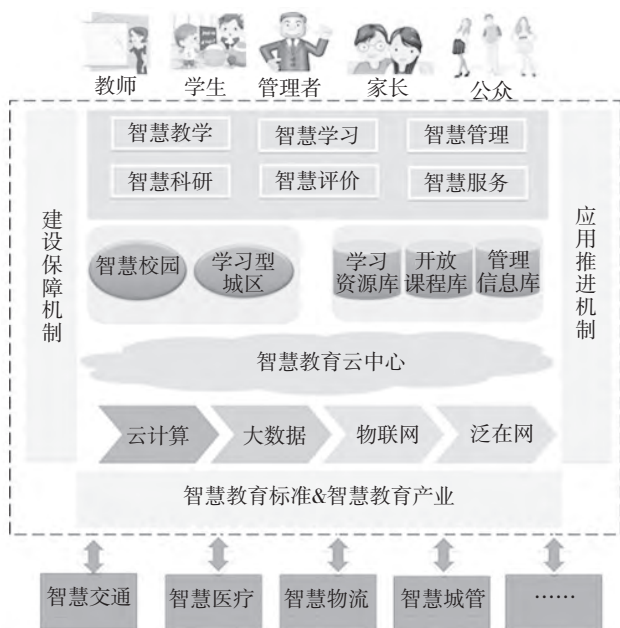 教师 学生 管理者 家长 公众
建设保障机制
智慧教学 智慧学习 智慧管理
智慧科研 智慧评价 智慧服务
应用推进机制
智慧校园
学习型
城区
学习
资源库
开放
课程库
管理
信息库
智慧教育云中心
云计算 大数据 物联网 泛在网
智慧教育标准&智慧教育产业
智慧交通 智慧医疗 智慧物流 智慧城管 ……